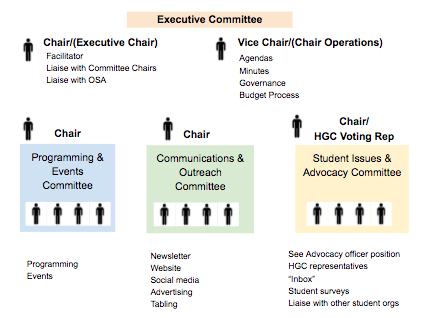 Executive Committee
Chair/(Executive Chair)
Facilitator
Liaise with Committee Chairs
Liaise with OSA
Vice Chair/(Chair Operations)
Agendas
Minutes
Governance
Budget Process
Chair
Programming &
Events
Committee
Programming
Events
Chair
Communications &
Outreach
Committee
Newsletter
Website
Social media
Advertising
Tabling
Chair/
HGC Voting Rep
Student Issues &
Advocacy Committee
See Advocacy officer position
HGC representatives
“Inbox”
Student surveys
Liaise with other student orgs